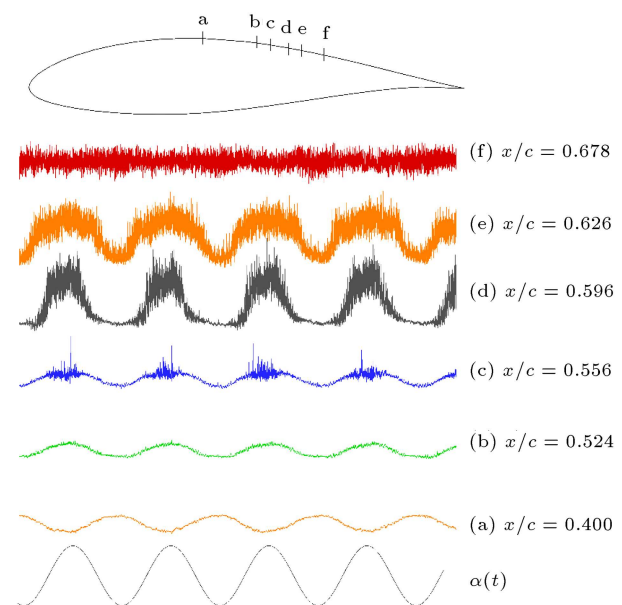 a
b c d e f
(f) x/c = 0.678
(e) x/c = 0.626
(d) x/c = 0.596
(c) x/c = 0.556
(b) x/c = 0.524
(a) x/c = 0.400
α(t)